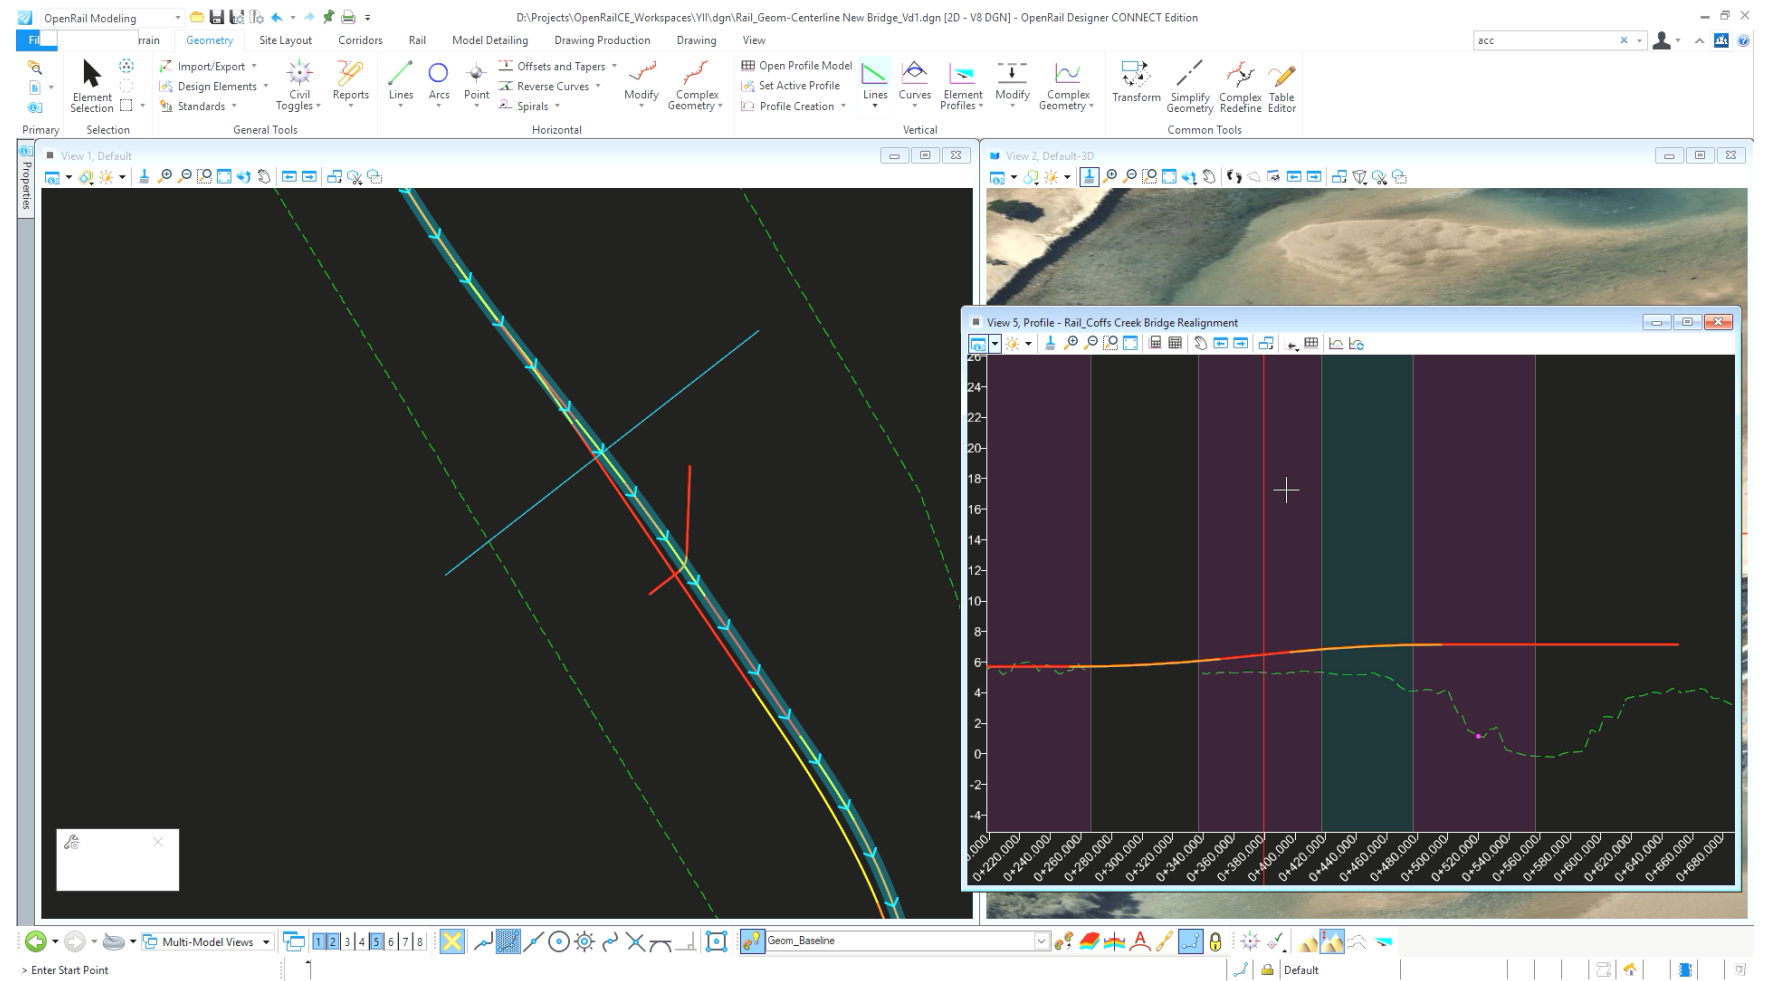 OpenRail Modeling
D:\Projects\OpenRailCE_Workspaces\YII\dgn\Rail_Geom-Centerline New Bridge_Vd1.dgn [2D - V8 DGN] - OpenRail Designer CONNECT Edition
Fil rrain Geometry Site Layout Corridors Rail Model Detailing Drawing Production Drawing View
acc
Element Selection
Import/Export
Design Elements
Standards
Civil Toggles
Reports
Lines
Arcs
Point
Offsets and Tapers
Reverse Curves
Spirals
Modify
Complex Geometry
Open Profile Model
Set Active Profile
Profile Creation
Lines
Curves
Element Profiles
Modify
Complex Geometry
Transform
Simplify Geometry
Complex Redefine
Table Editor
Primary Selection General Tools Horizontal Vertical Common Tools
Properties
View 1, Default
View 2, Default-3D
View 5, Profile - Rail_Coffs Creek Bridge Realignment
26
24
22
20
18
16
14
12
10
8
6
4
2
0
-2
-4
.000
0+220.000
0+240.000
0+260.000
0+280.000
0+300.000
0+320.000
0+340.000
0+360.000
0+380.000
0+400.000
0+420.000
0+440.000
0+460.000
0+480.000
0+500.000
0+520.000
0+540.000
0+560.000
0+580.000
0+600.000
0+620.000
0+640.000
0+660.000
0+680.000
Multi-Model Views
1 2 3 4 5 6 7 8
Geom_Baseline
> Enter Start Point
Default